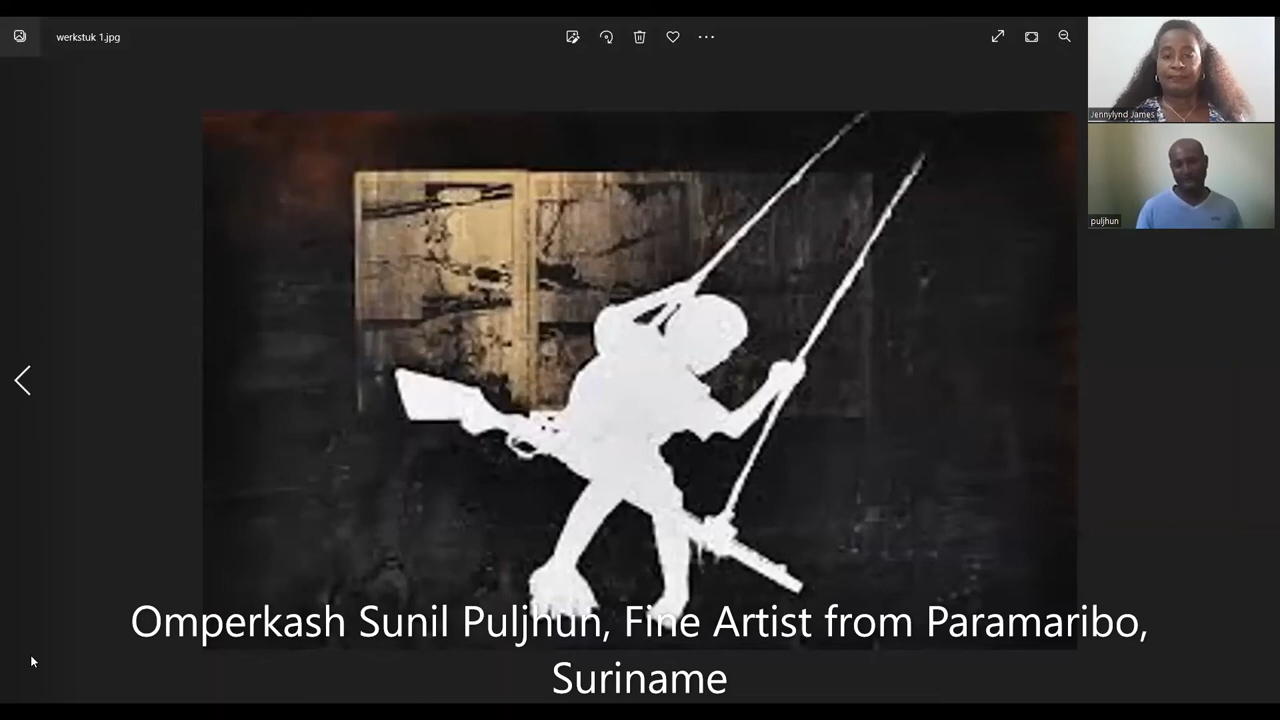 werkstuk 1.jpg
Jennylynd James
puljhun
Omperkash Sunil Puljhun, Fine Artist from Paramaribo,
Suriname